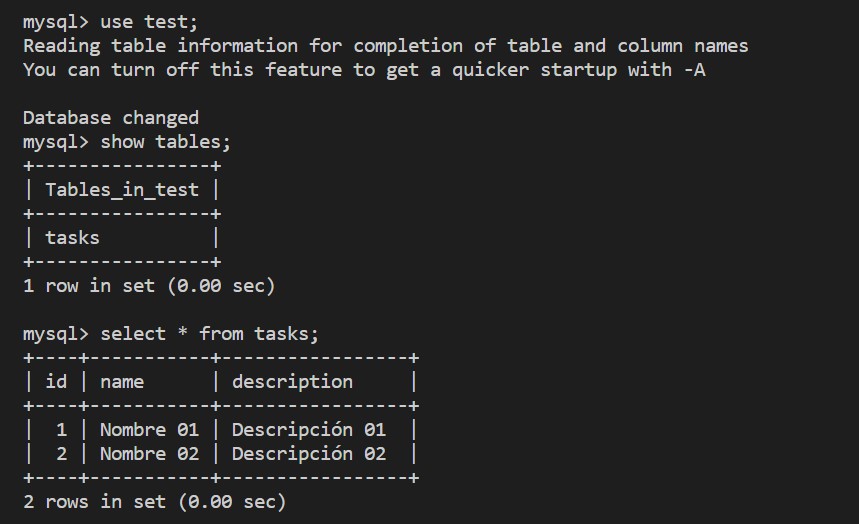 mysql> use test;
Reading table information for completion of table and column names
You can turn off this feature to get a quicker startup with -A
Database changed
mysql> show tables;
+----------------+
| Tables_in_test |
+----------------+
| tasks          |
+----------------+
1 row in set (0.00 sec)
mysql> select * from tasks;
+----+-----------+-----------------+
| id | name      | description     |
+----+-----------+-----------------+
|  1 | Nombre 01 | Descripción 01  |
|  2 | Nombre 02 | Descripción 02  |
+----+-----------+-----------------+
2 rows in set (0.00 sec)